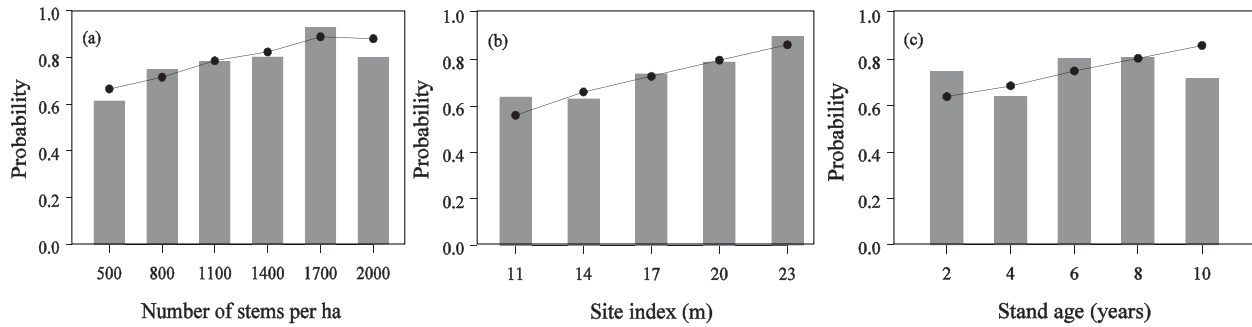 (a)
Probability
1.0
0.8
0.6
0.4
0.2
0.0
500 800 1100 1400 1700 2000
Number of stems per ha
(b)
Probability
1.0
0.8
0.6
0.4
0.2
0.0
11 14 17 20 23
Site index (m)
(c)
Probability
1.0
0.8
0.6
0.4
0.2
0.0
2 4 6 8 10
Stand age (years)